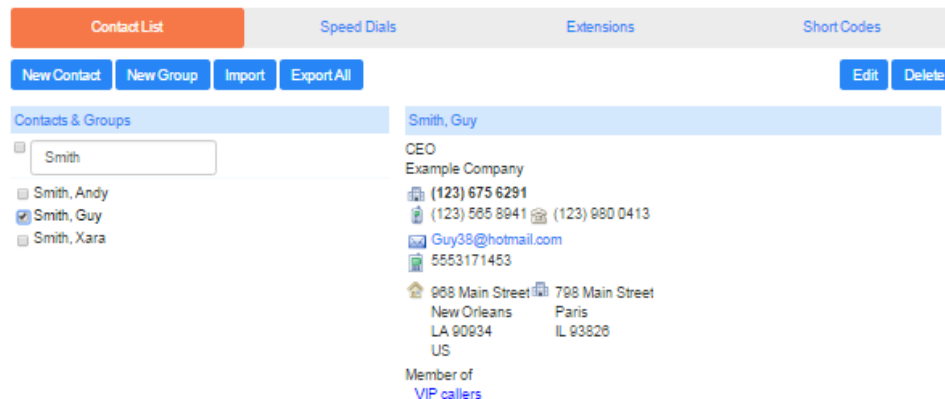 Contact List Speed Dials Extensions Short Codes
New Contact New Group Import Export All Edit Delete
Contacts & Groups
Smith
Smith, Andy
Smith, Guy
Smith, Xara
Smith, Guy
CEO
Example Company
(123) 675 6291
(123) 565 8941 (123) 980 0413
Guy38@hotmail.com
5553171453
968 Main Street 798 Main Street
New Orleans Paris
LA 90934 IL 93826
US
Member of
VIP callers